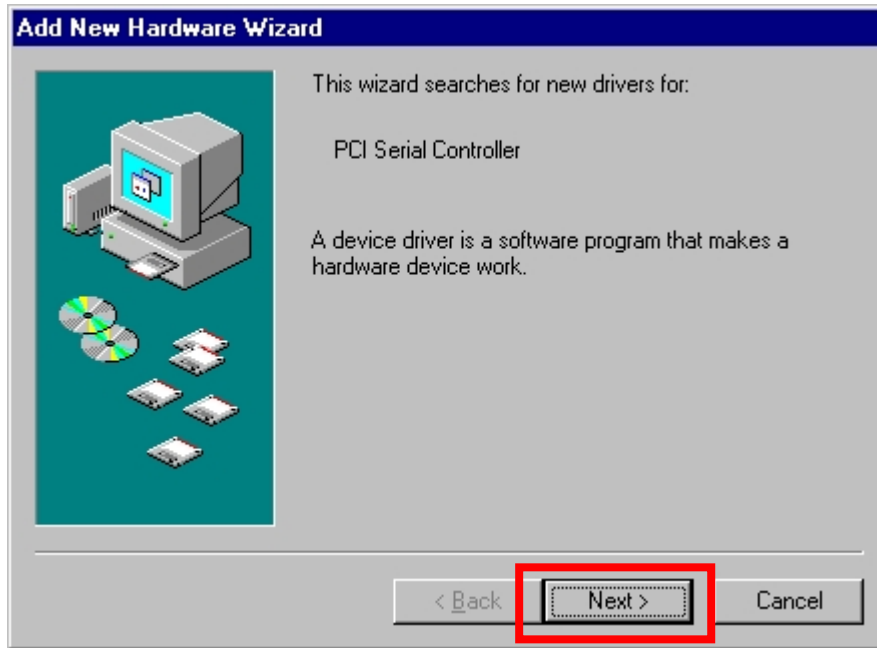 Add New Hardware Wizard
This wizard searches for new drivers for:
PCI Serial Controller
A device driver is a software program that makes a
hardware device work.
< Back
Next >
Cancel